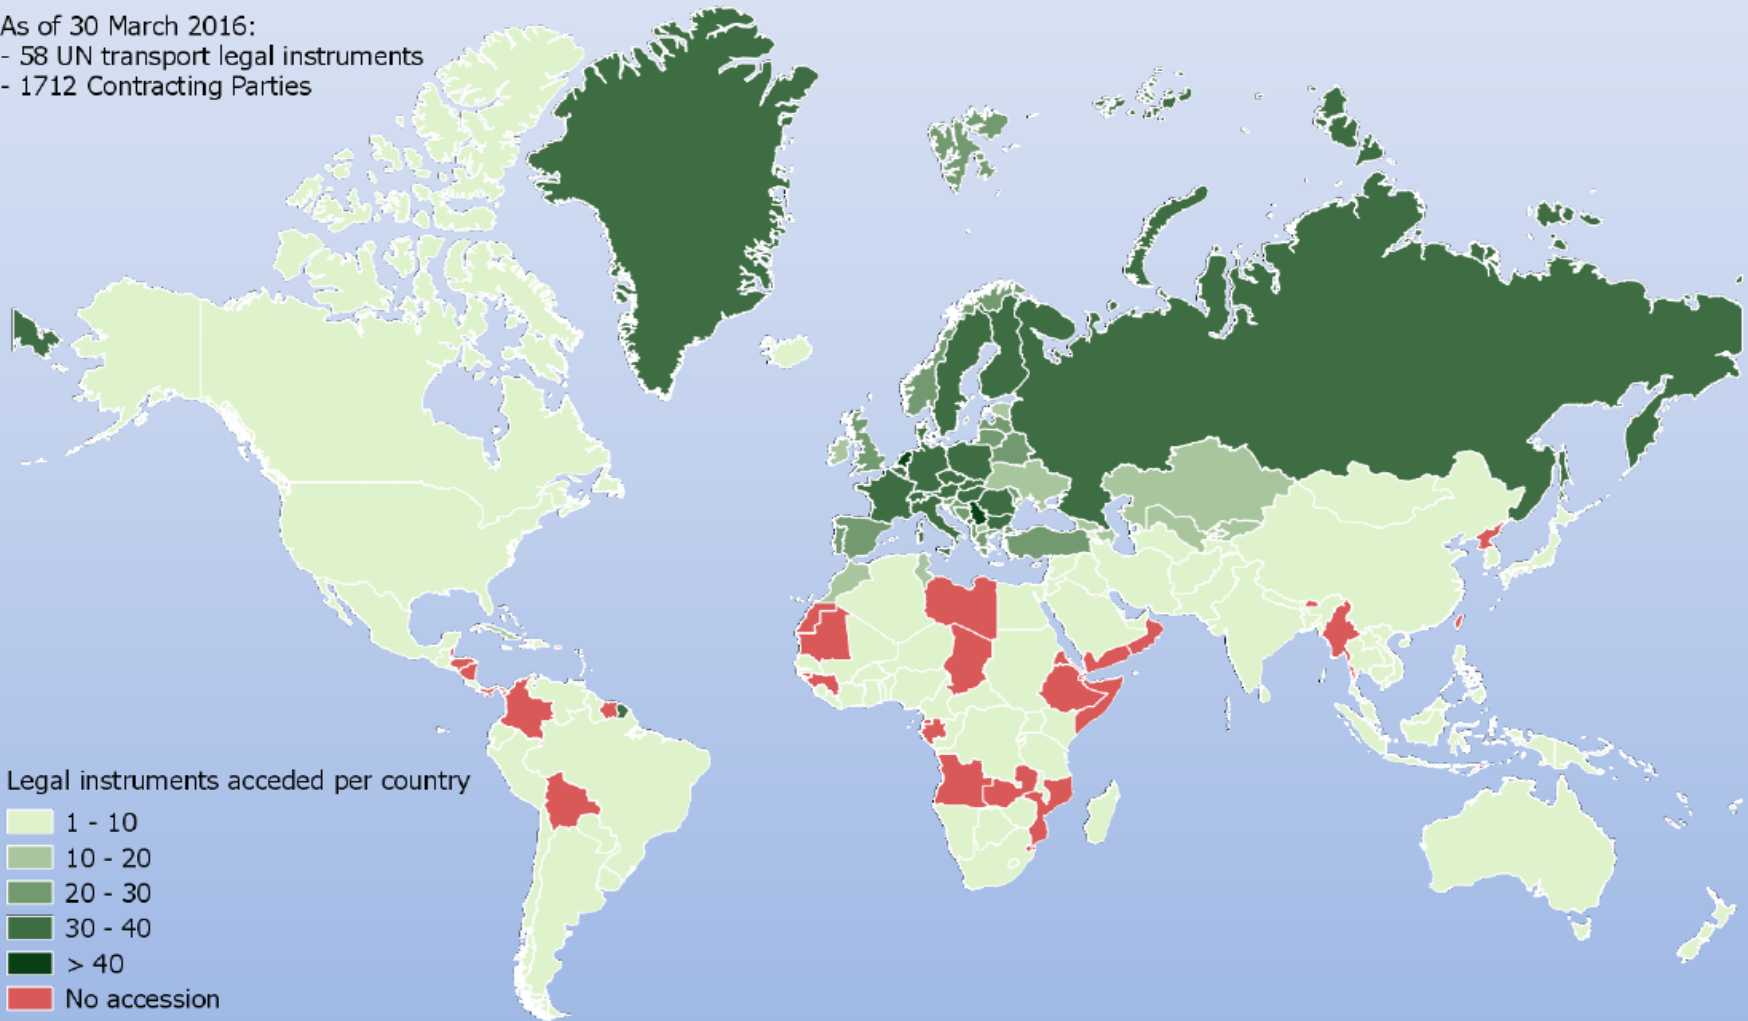 As of 30 March 2016:
- 58 UN transport legal instruments
- 1712 Contracting Parties
Legal instruments acceded per country
1 - 10
10 - 20
20 - 30
30 - 40
> 40
No accession